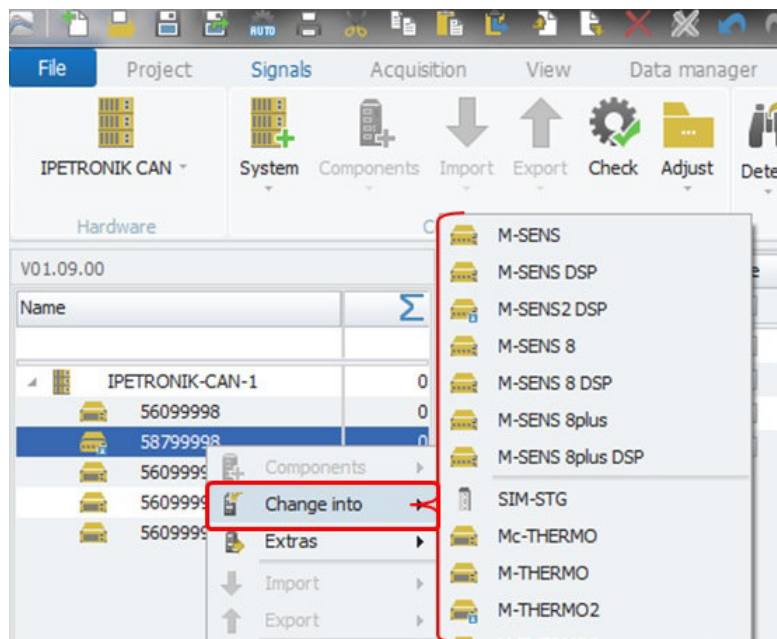 AUTO
File Project Signals Acquisition View Data manager
IPETRONIK CAN System Components Import Export Check Adjust
Hardware
V01.09.00
Name Σ
IPETRONIK-CAN-1 0
56099998 0
58799998 0
Components
Change into
Extras
Import
Export
M-SENS
M-SENS DSP
M-SENS2 DSP
M-SENS 8
M-SENS 8 DSP
M-SENS 8plus
M-SENS 8plus DSP
SIM-STG
Mc-THERMO
M-THERMO
M-THERMO2